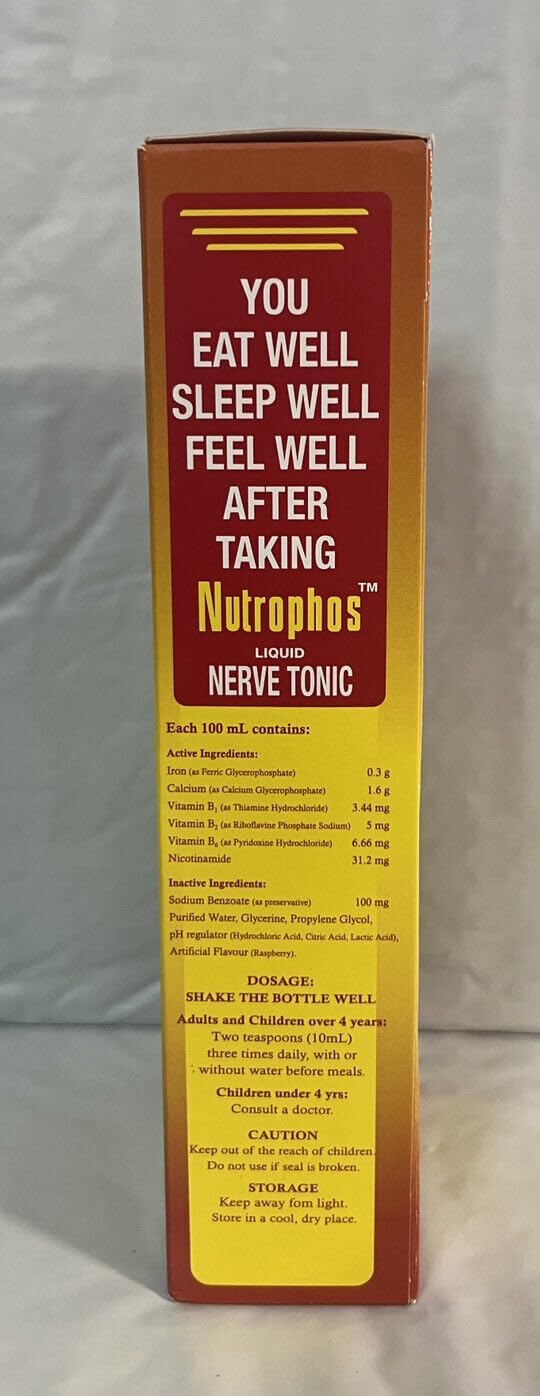 YOU
EAT WELL
SLEEP WELL
FEEL WELL
AFTER
TAKING
Nutrophos™
LIQUID
NERVE TONIC
Each 100 mL contains:
Active Ingredients:
Iron (as Ferric Glycerophosphate) 0.3 g
Calcium (as Calcium Glycerophosphate) 1.6 g
Vitamin B₁ (as Thiamine Hydrochloride) 3.44 mg
Vitamin B₂ (as Riboflavine Phosphate Sodium) 5 mg
Vitamin B₆ (as Pyridoxine Hydrochloride) 6.66 mg
Nicotinamide 31.2 mg
Inactive Ingredients:
Sodium Benzoate (as preservative) 100 mg
Purified Water, Glycerine, Propylene Glycol,
pH regulator (Hydrochloric Acid, Citric Acid, Lactic Acid),
Artificial Flavour (Raspberry).
DOSAGE:
SHAKE THE BOTTLE WELL
Adults and Children over 4 years:
Two teaspoons (10mL)
three times daily, with or
without water before meals.
Children under 4 yrs:
Consult a doctor.
CAUTION
Keep out of the reach of children.
Do not use if seal is broken.
STORAGE
Keep away fom light.
Store in a cool, dry place.